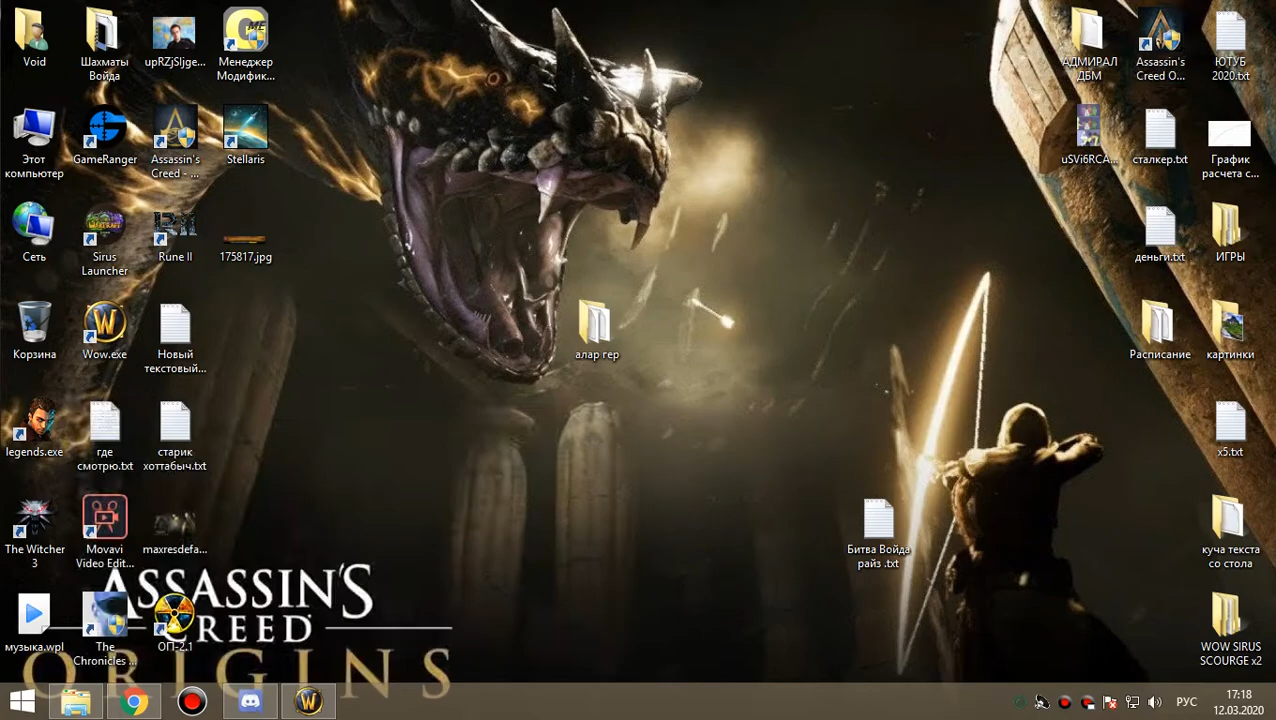 Void
Шахматы
Войда
upRZjSljge...
Менеджер
Модифик...
АДМИРАЛ
ДБМ
Assassin's
Creed O...
ЮТУБ
2020.txt
Этот
компьютер
GameRanger
Assassin's
Creed - ...
Stellaris
uSVi6RCA...
сталкер.txt
График
расчета с...
Сеть
Sirus
Launcher
Rune II
175817.jpg
деньги.txt
ИГРЫ
Корзина
Wow.exe
Новый
текстовый...
алар гер
Расписание
картинки
legends.exe
где
смотрю.txt
старик
хоттабыч.txt
x5.txt
The Witcher
3
Movavi
Video Edit...
maxresdefa...
Битва Войда
райз .txt
куча текста
со стола
музыка.wpl
The
Chronicles ...
ОП-2.1
WOW SIRUS
SCOURGE x2
ASSASSIN'S
CREED
ORIGINS
РУС
17:18
12.03.2020